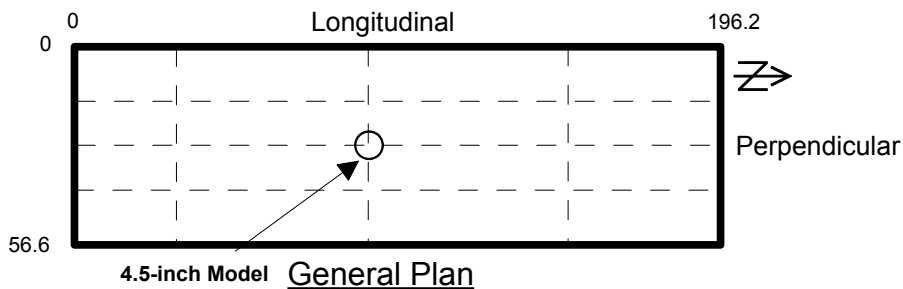 0
Longitudinal
196.2
0
Perpendicular
56.6
4.5-inch Model
General Plan